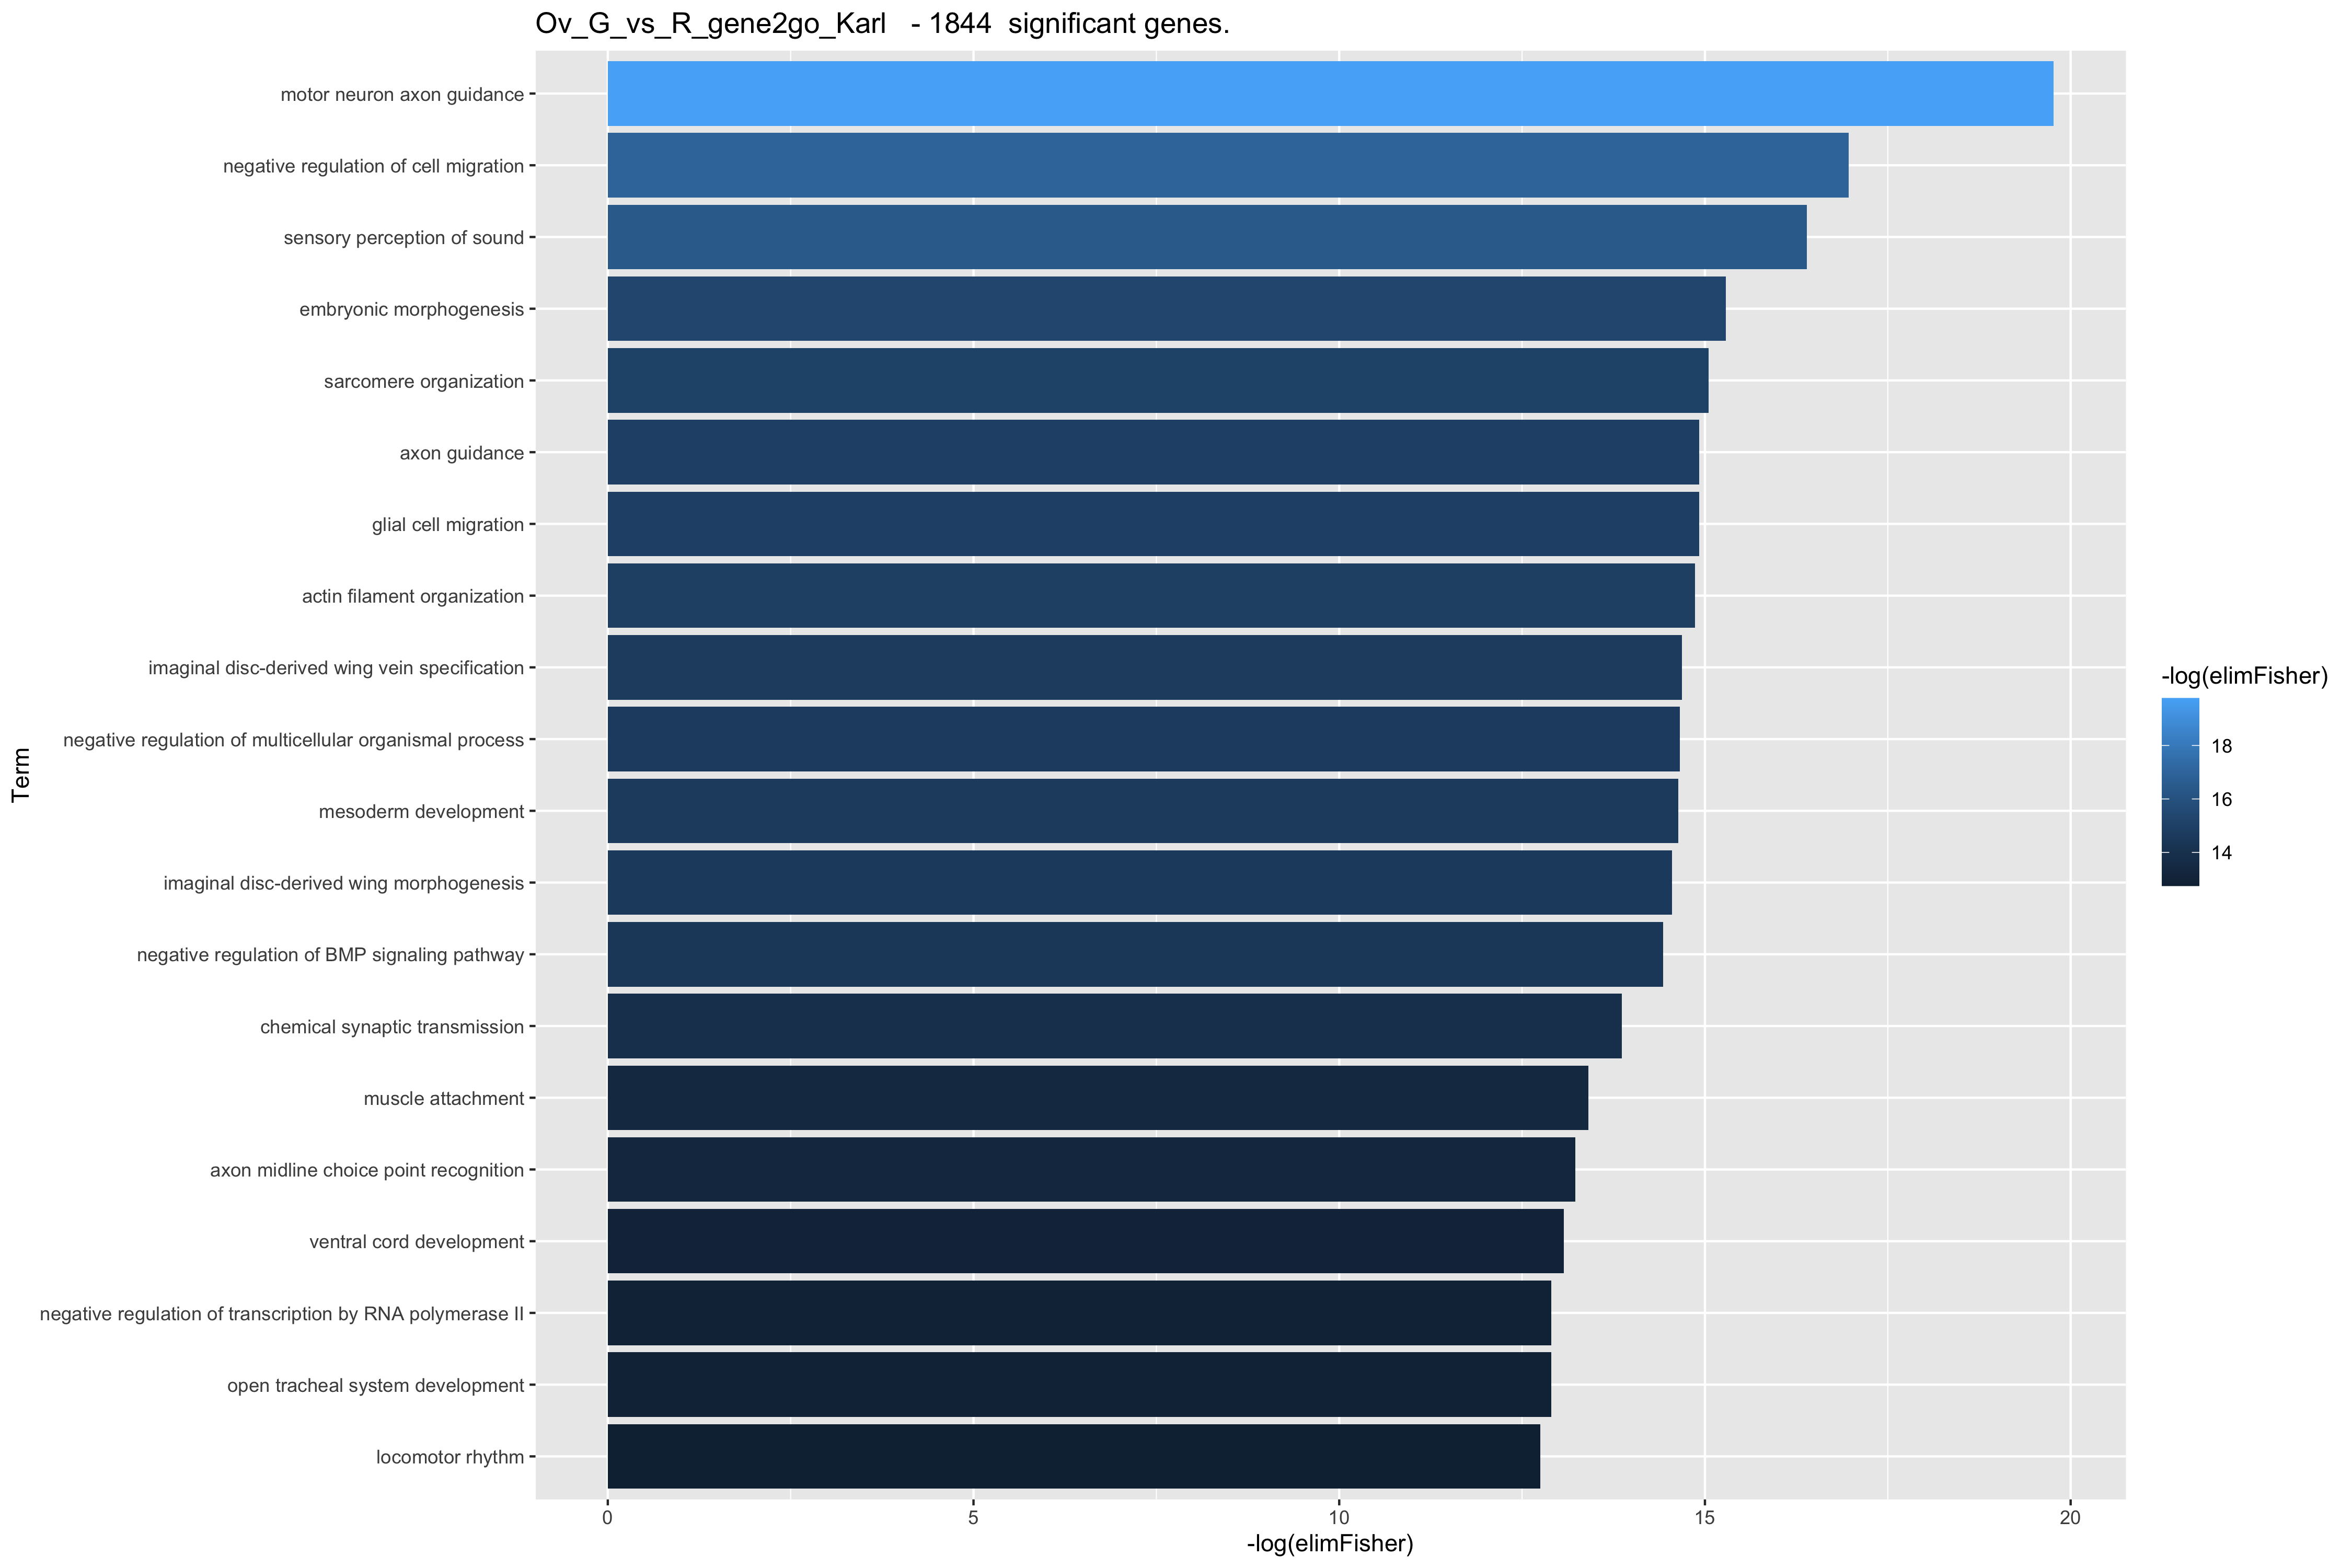 Ov_G_vs_R_gene2go_Karl   - 1844  significant genes.
motor neuron axon guidance
negative regulation of cell migration
sensory perception of sound
embryonic morphogenesis
sarcomere organization
axon guidance
glial cell migration
actin filament organization
imaginal disc-derived wing vein specification
negative regulation of multicellular organismal process
mesoderm development
imaginal disc-derived wing morphogenesis
negative regulation of BMP signaling pathway
chemical synaptic transmission
muscle attachment
axon midline choice point recognition
ventral cord development
negative regulation of transcription by RNA polymerase II
open tracheal system development
locomotor rhythm
Term
0 5 10 15 20
-log(elimFisher)
-log(elimFisher)
18
16
14